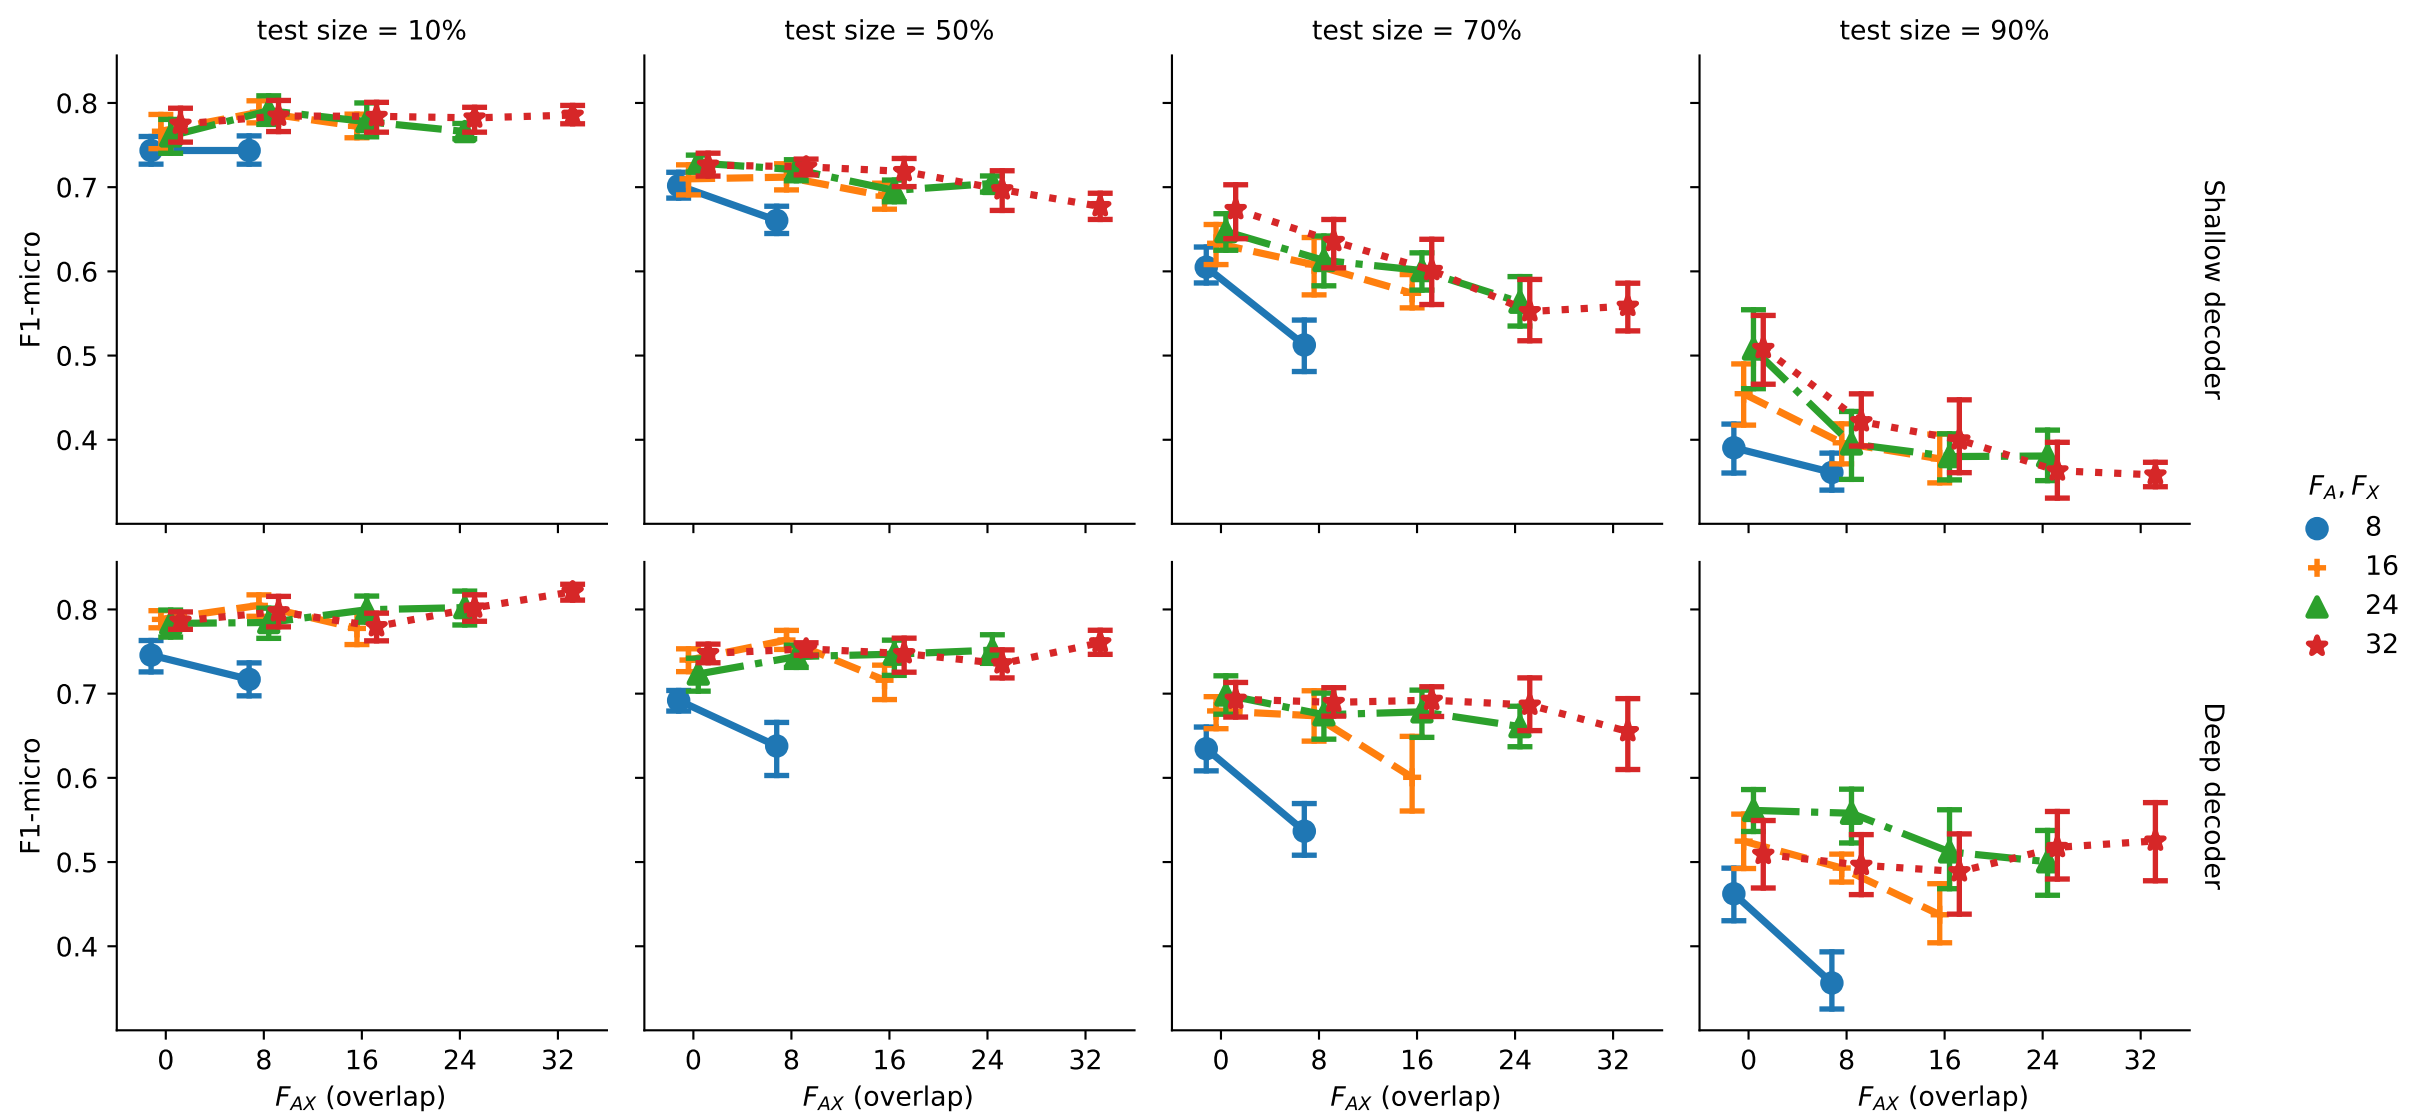 test size = 10%
test size = 50%
test size = 70%
test size = 90%
0.8
0.7
0.6
0.5
0.4
F1-micro
Shallow decoder
F_A, F_X
8
16
24
32
0.8
0.7
0.6
0.5
0.4
F1-micro
Deep decoder
0 8 16 24 32
0 8 16 24 32
0 8 16 24 32
0 8 16 24 32
F_AX (overlap)
F_AX (overlap)
F_AX (overlap)
F_AX (overlap)